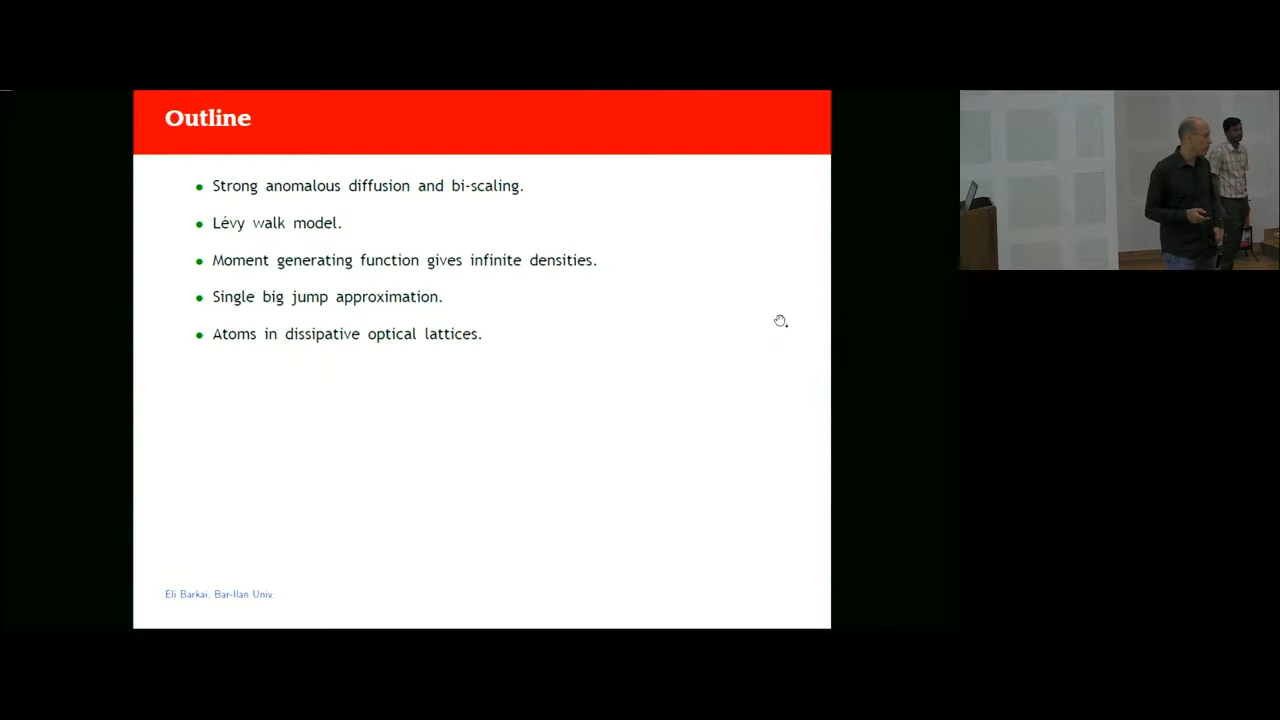 Outline
Strong anomalous diffusion and bi-scaling.
Lévy walk model.
Moment generating function gives infinite densities.
Single big jump approximation.
Atoms in dissipative optical lattices.
Eli Barkai, Bar-Ilan Univ.